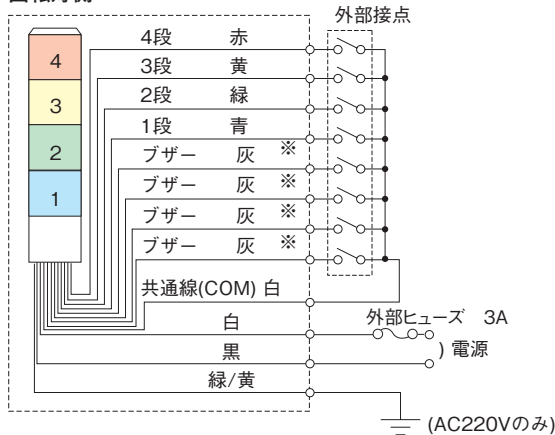 外部接点
4段 赤
4
3段 黄
3
2段 緑
1段 青
2
ブザー 灰 ※
1
ブザー 灰 ※
ブザー 灰 ※
ブザー 灰 ※
共通線(COM) 白
白
外部ヒューズ 3A
黒
) 電源
緑/黄
(AC220Vのみ)